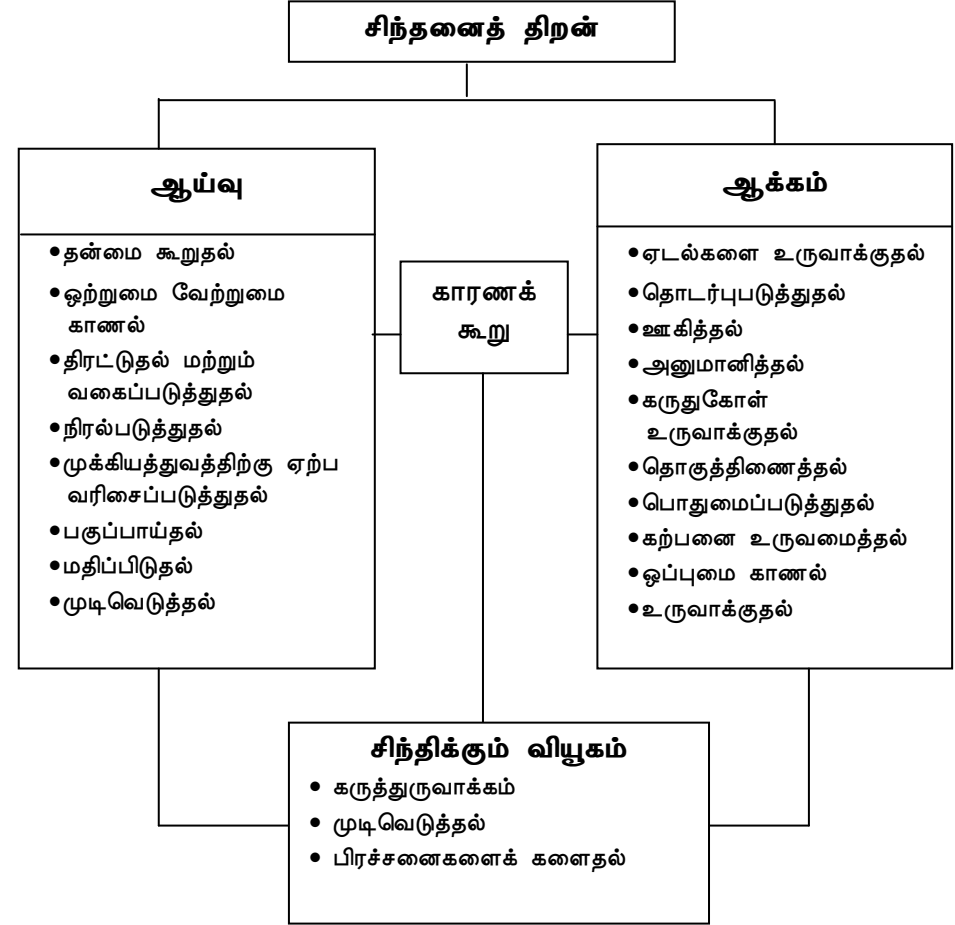 சிந்தனைத் திறன்
ஆய்வு
•தன்மை கூறுதல்
•ஒற்றுமை வேற்றுமை
காணல்
•திரட்டுதல் மற்றும்
வகைப்படுத்துதல்
•நிரல்படுத்துதல்
•முக்கியத்துவத்திற்கு ஏற்ப
வரிசைப்படுத்துதல்
•பகுப்பாய்தல்
•மதிப்பிடுதல்
•முடிவெடுத்தல்
காரணக்
கூறு
ஆக்கம்
•ஏடல்களை உருவாக்குதல்
•தொடர்புபடுத்துதல்
•ஊகித்தல்
•அனுமானித்தல்
•கருதுகோள்
உருவாக்குதல்
•தொகுத்திணைத்தல்
•பொதுமைப்படுத்துதல்
•கற்பனை உருவமைத்தல்
•ஒப்புமை காணல்
•உருவாக்குதல்
சிந்திக்கும் வியூகம்
• கருத்துருவாக்கம்
• முடிவெடுத்தல்
• பிரச்சனைகளைக் களைதல்